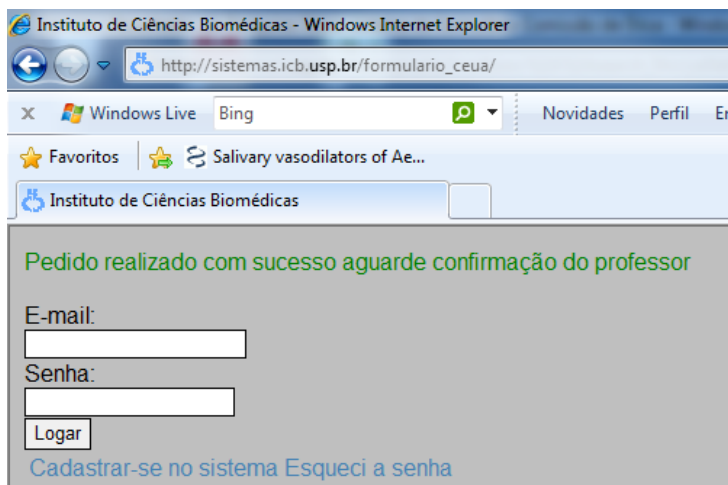 Instituto de Ciências Biomédicas - Windows Internet Explorer
http://sistemas.icb.usp.br/formulario_ceua/
x Windows Live Bing Novidades Perfil
Favoritos Salivary vasodilators of Ae...
Instituto de Ciências Biomédicas
Pedido realizado com sucesso aguarde confirmação do professor
E-mail:
Senha:
Logar
Cadastrar-se no sistema Esqueci a senha